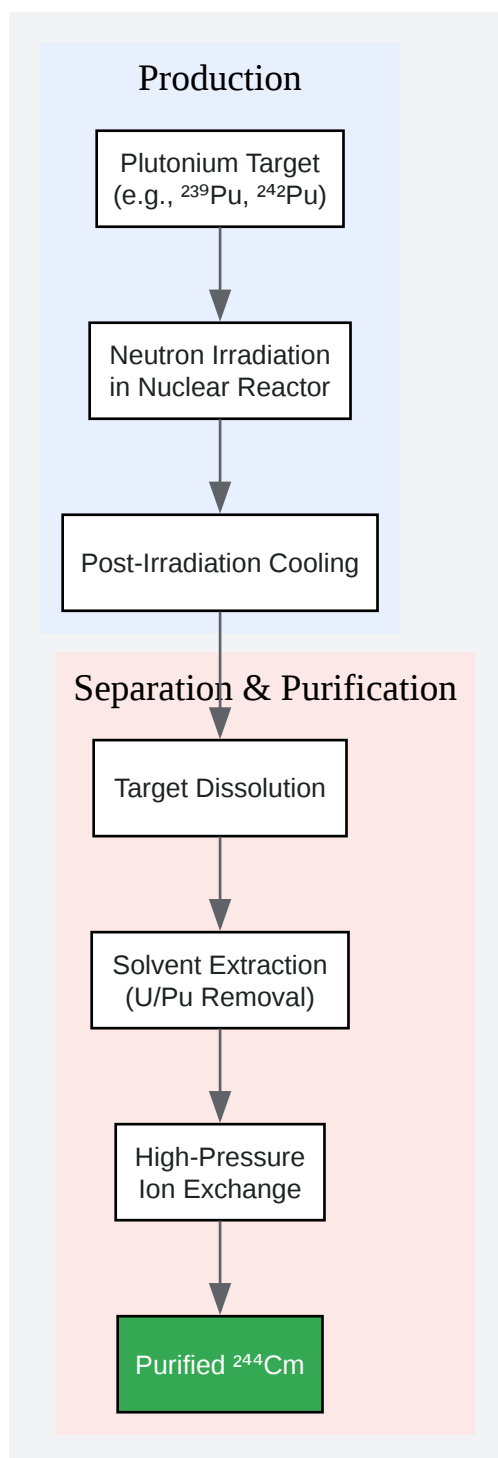 Production
Plutonium Target
(e.g., ²³⁹Pu, ²⁴²Pu)
Neutron Irradiation
in Nuclear Reactor
Post-Irradiation Cooling
Separation & Purification
Target Dissolution
Solvent Extraction
(U/Pu Removal)
High-Pressure
Ion Exchange
Purified ²⁴⁴Cm